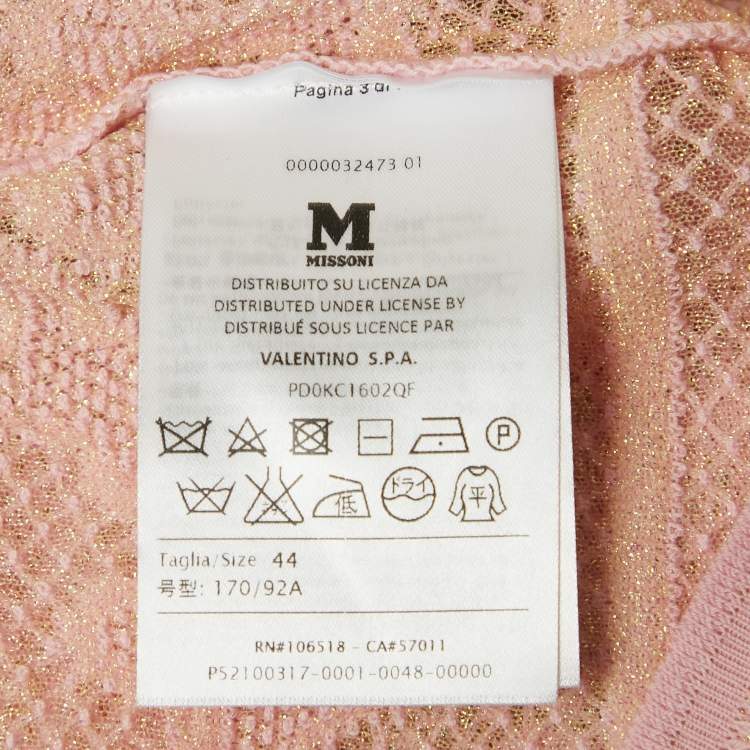 Pagina 3 di
0000032473 01
M
MISSONI
DISTRIBUITO SU LICENZA DA
DISTRIBUTED UNDER LICENSE BY
DISTRIBUÉ SOUS LICENCE PAR
VALENTINO S.P.A.
PD0KC1602QF
P
低 ドライ 平
Taglia/Size 44
号型: 170/92A
RN#106518 - CA#57011
P52100317-0001-0048-00000